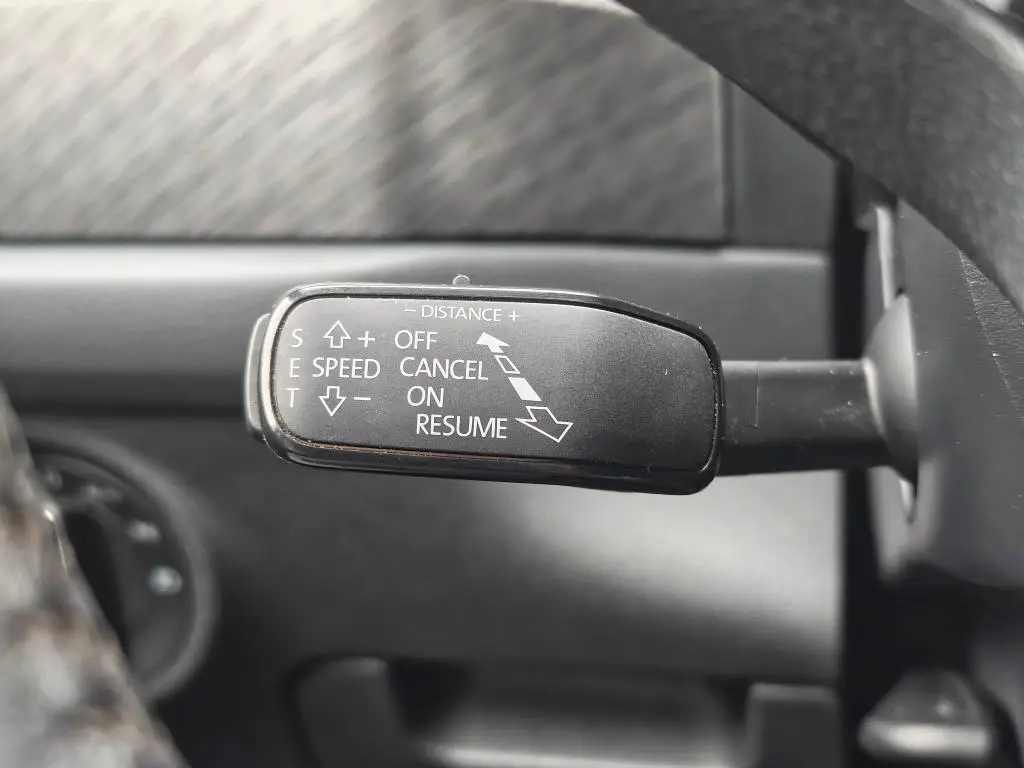 – DISTANCE +
S + OFF
E SPEED CANCEL
T – ON
RESUME